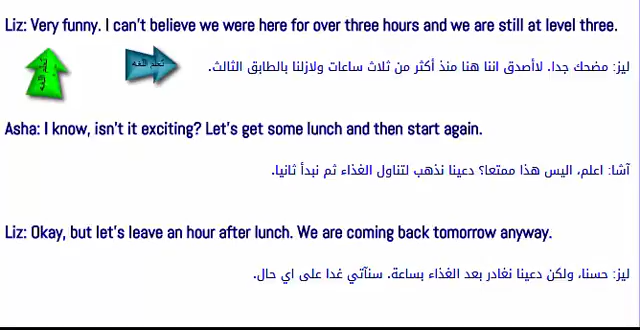 Liz: Very funny. I can't believe we were here for over three hours and we are still at level three.
ليز: مضحك جدا. لاأصدق اننا هنا منذ أكثر من ثلاث ساعات ولازلنا بالطابق الثالث.
تعلم اللغة
Asha: I know, isn't it exciting? Let's get some lunch and then start again.
آشا: اعلم، اليس هذا ممتعا؟ دعينا نذهب لتناول الغذاء ثم نبدأ ثانيا.
Liz: Okay, but let's leave an hour after lunch. We are coming back tomorrow anyway.
ليز: حسنا، ولكن دعينا نغادر بعد الغذاء بساعة. سنأتي غدا على اي حال.